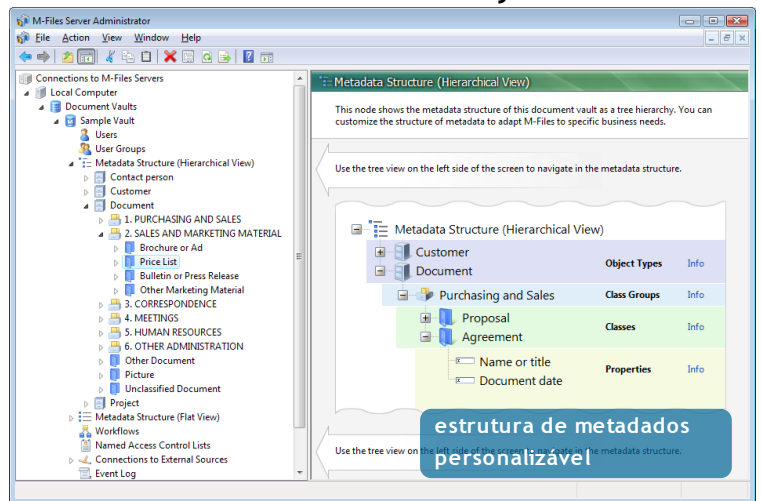 M-Files Server Administrator
File Action View Window Help
Connections to M-Files Servers
Local Computer
Document Vaults
Sample Vault
Users
User Groups
Metadata Structure (Hierarchical View)
Contact person
Customer
Document
1. PURCHASING AND SALES
2. SALES AND MARKETING MATERIAL
Brochure or Ad
Price List
Bulletin or Press Release
Other Marketing Material
3. CORRESPONDENCE
4. MEETINGS
5. HUMAN RESOURCES
6. OTHER ADMINISTRATION
Other Document
Picture
Unclassified Document
Project
Metadata Structure (Flat View)
Workflows
Named Access Control Lists
Connections to External Sources
Event Log
Metadata Structure (Hierarchical View)
This node shows the metadata structure of this document vault as a tree hierarchy. You can
customize the structure of metadata to adapt M-Files to specific business needs.
Use the tree view on the left side of the screen to navigate in the metadata structure.
Metadata Structure (Hierarchical View)
Customer
Document
Object Types Info
Purchasing and Sales Class Groups Info
Proposal
Agreement
Classes Info
Name or title
Document date
Properties Info
estrutura de metadados
personalizável
Use the tree view on the left side of the screen to navigate in the metadata structure.